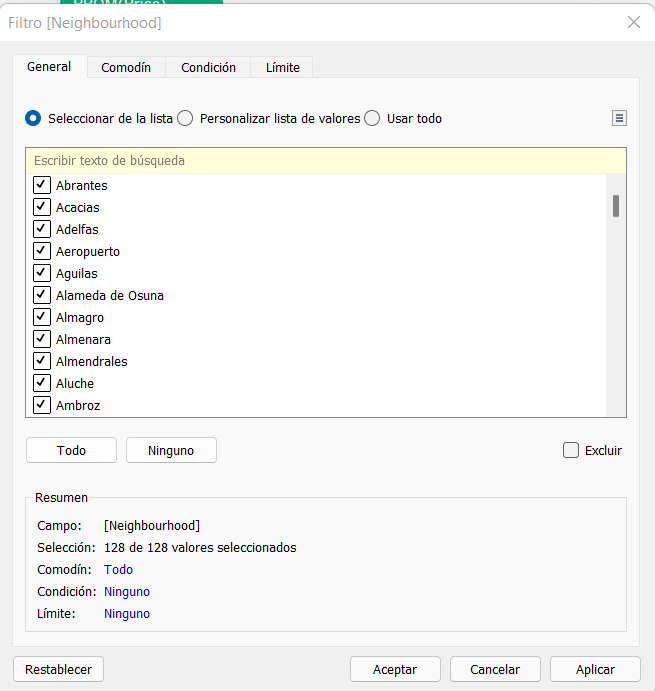 PROM(Price)
Filtro [Neighbourhood]
General Comodín Condición Límite
Seleccionar de la lista Personalizar lista de valores Usar todo
Escribir texto de búsqueda
Abrantes
Acacias
Adelfas
Aeropuerto
Aguilas
Alameda de Osuna
Almagro
Almenara
Almendrales
Aluche
Ambroz
Todo Ninguno Excluir
Resumen
Campo: [Neighbourhood]
Selección: 128 de 128 valores seleccionados
Comodín: Todo
Condición: Ninguno
Límite: Ninguno
Restablecer Aceptar Cancelar Aplicar